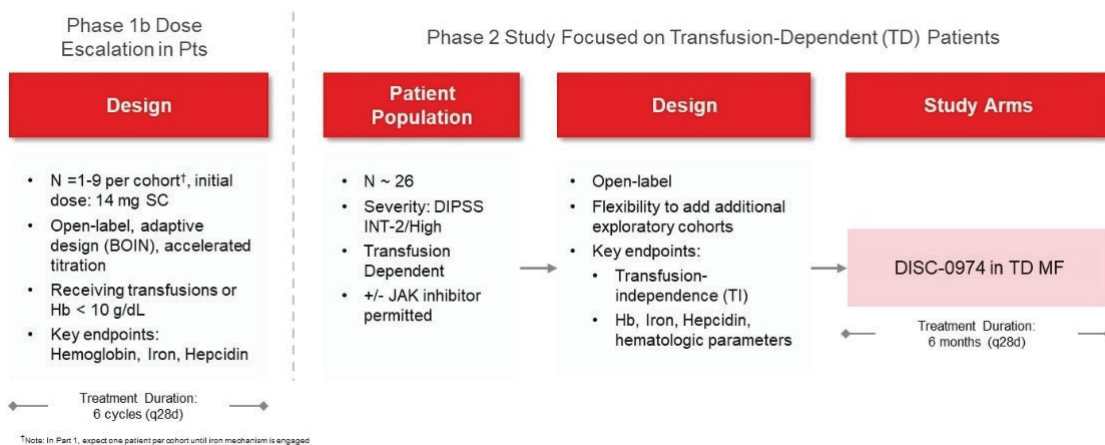 Phase 1b Dose
Escalation in Pts
Phase 2 Study Focused on Transfusion-Dependent (TD) Patients
Design
• N =1-9 per cohort†, initial
dose: 14 mg SC
• Open-label, adaptive
design (BOIN), accelerated
titration
• Receiving transfusions or
Hb < 10 g/dL
• Key endpoints:
Hemoglobin, Iron, Hepcidin
Treatment Duration:
6 cycles (q28d)
Patient
Population
• N ~ 26
• Severity: DIPSS
INT-2/High
• Transfusion
Dependent
• +/- JAK inhibitor
permitted
Design
• Open-label
• Flexibility to add additional
exploratory cohorts
• Key endpoints:
• Transfusion-
independence (TI)
• Hb, Iron, Hepcidin,
hematologic parameters
Study Arms
DISC-0974 in TD MF
Treatment Duration:
6 months (q28d)
†Note: In Part 1, expect one patient per cohort until iron mechanism is engaged